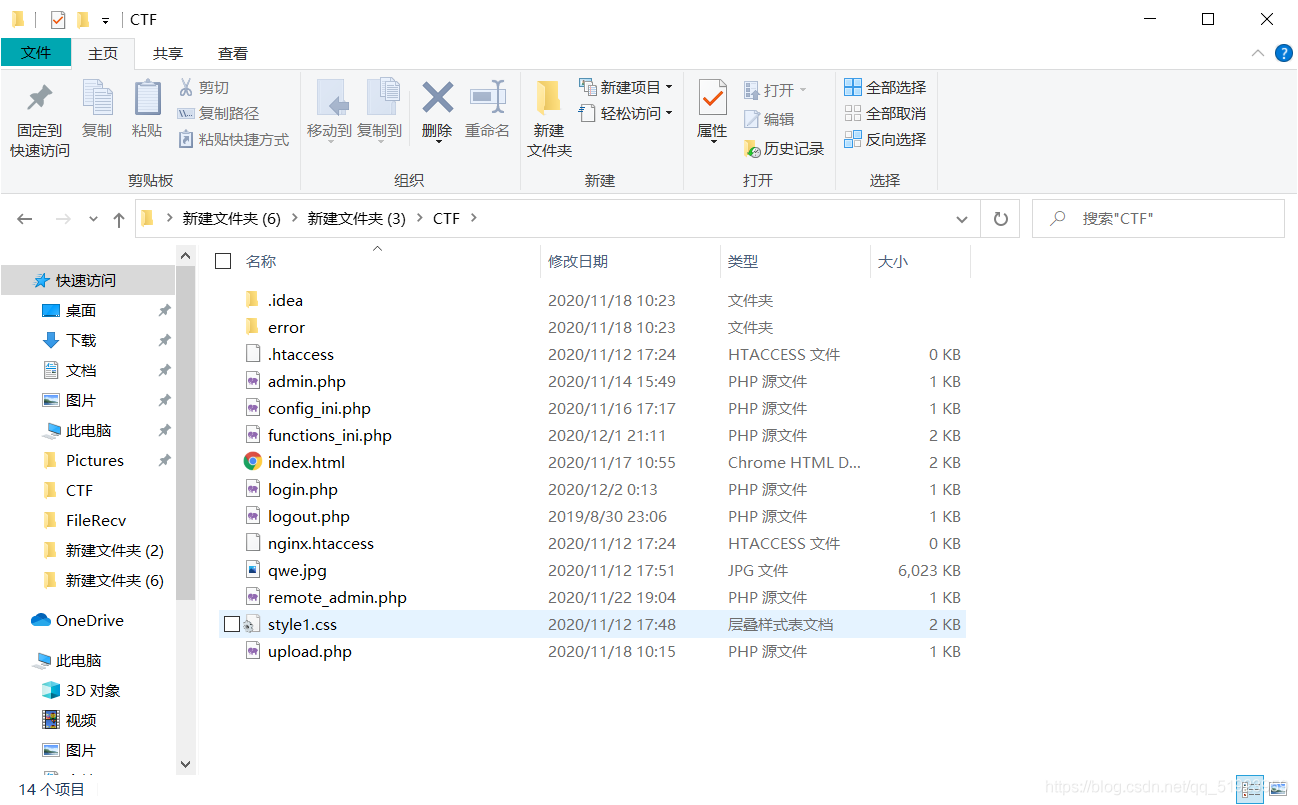 CTF
文件 主页 共享 查看
固定到
快速访问
复制
粘贴
剪切
复制路径
粘贴快捷方式
剪贴板
移动到 复制到 删除 重命名
组织
新建
文件夹
新建项目
轻松访问
新建
属性
打开
编辑
历史记录
打开
全部选择
全部取消
反向选择
选择
新建文件夹 (6) 新建文件夹 (3) CTF
搜索"CTF"
快速访问
桌面
下载
文档
图片
此电脑
Pictures
CTF
FileRecv
新建文件夹 (2)
新建文件夹 (6)
OneDrive
此电脑
3D 对象
视频
图片
名称 修改日期 类型 大小
.idea 2020/11/18 10:23 文件夹
error 2020/11/18 10:23 文件夹
.htaccess 2020/11/12 17:24 HTACCESS 文件 0 KB
admin.php 2020/11/14 15:49 PHP 源文件 1 KB
config_ini.php 2020/11/16 17:17 PHP 源文件 1 KB
functions_ini.php 2020/12/1 21:11 PHP 源文件 2 KB
index.html 2020/11/17 10:55 Chrome HTML D... 2 KB
login.php 2020/12/2 0:13 PHP 源文件 1 KB
logout.php 2019/8/30 23:06 PHP 源文件 1 KB
nginx.htaccess 2020/11/12 17:24 HTACCESS 文件 0 KB
qwe.jpg 2020/11/12 17:51 JPG 文件 6,023 KB
remote_admin.php 2020/11/22 19:04 PHP 源文件 1 KB
style1.css 2020/11/12 17:48 层叠样式表文档 2 KB
upload.php 2020/11/18 10:15 PHP 源文件 1 KB
14 个项目